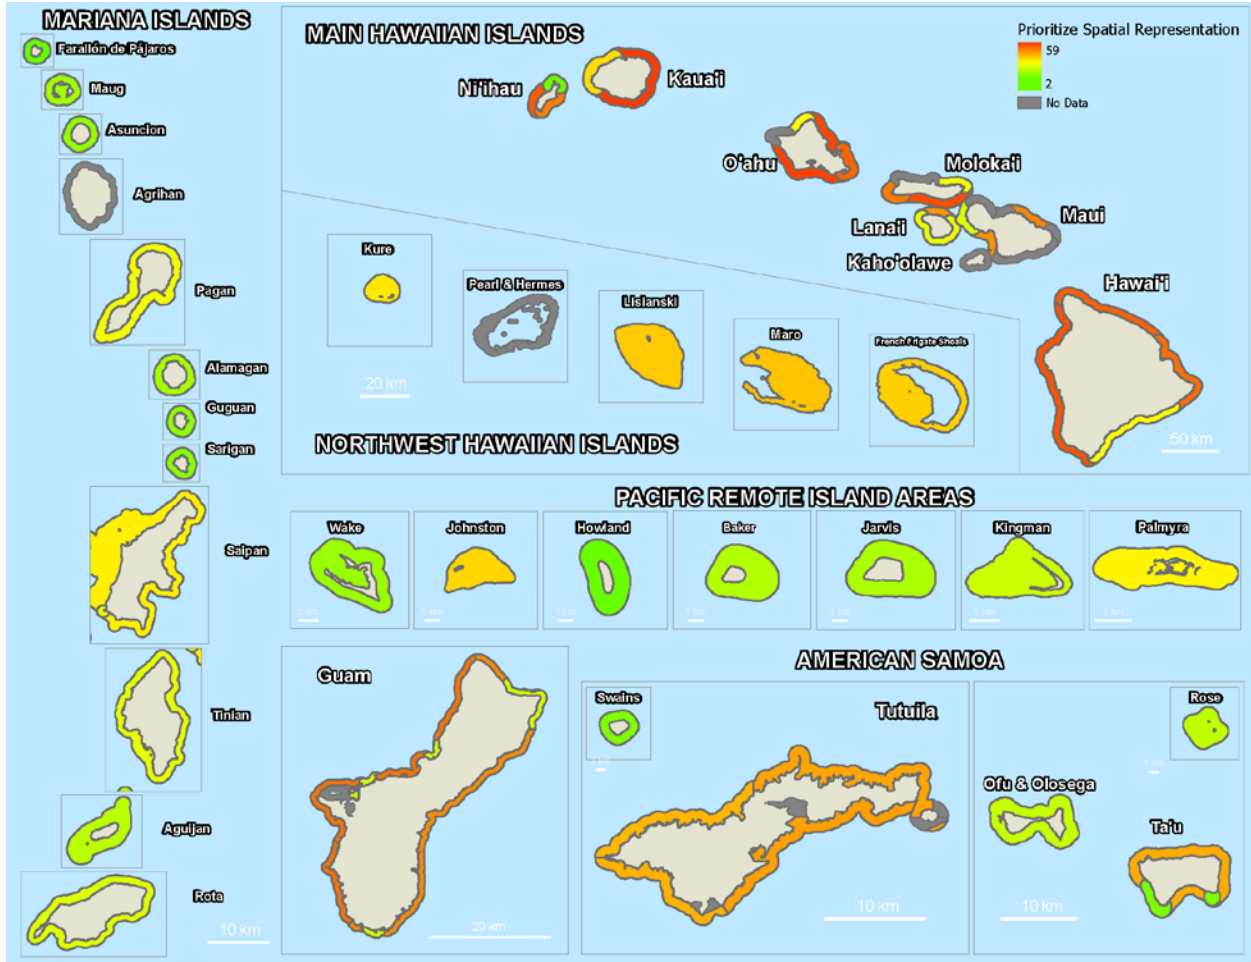 MARIANA ISLANDS
Farallón de Pájaros
Maug
Asuncion
Agrihan
Pagan
Alamagan
Guguan
Sarigan
Saipan
Tinian
Aguijan
Rota
10 km
MAIN HAWAIIAN ISLANDS
Prioritize Spatial Representation
59
2
No Data
Ni'ihau
Kaua'i
O'ahu
Moloka'i
Lana'i
Maui
Kaho'olawe
Hawai'i
50 km
Kure
Pearl & Hermes
Lisianski
Maro
French Frigate Shoals
20 km
NORTHWEST HAWAIIAN ISLANDS
PACIFIC REMOTE ISLAND AREAS
Wake
Johnston
Howland
Baker
Jarvis
Kingman
Palmyra
2 km
5 km
1 km
1 km
1 km
5 km
5 km
Guam
20 km
AMERICAN SAMOA
Swains
Tutuila
10 km
Rose
1 km
Ofu & Olosega
Ta'u
10 km